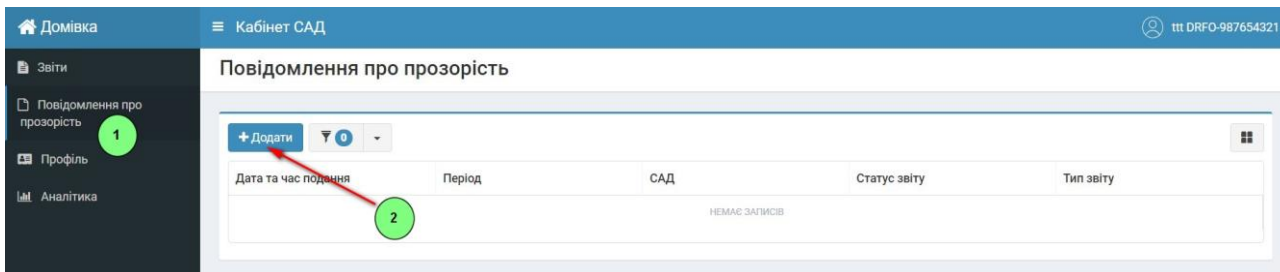 Домівка
Кабінет САД
ttt DRFO-987654321
Звіти
Повідомлення про прозорість
Повідомлення про
прозорість
1
Профіль
Аналітика
Додати
0
Дата та час подання Період САД Статус звіту Тип звіту
2
НЕМАЄ ЗАПИСІВ